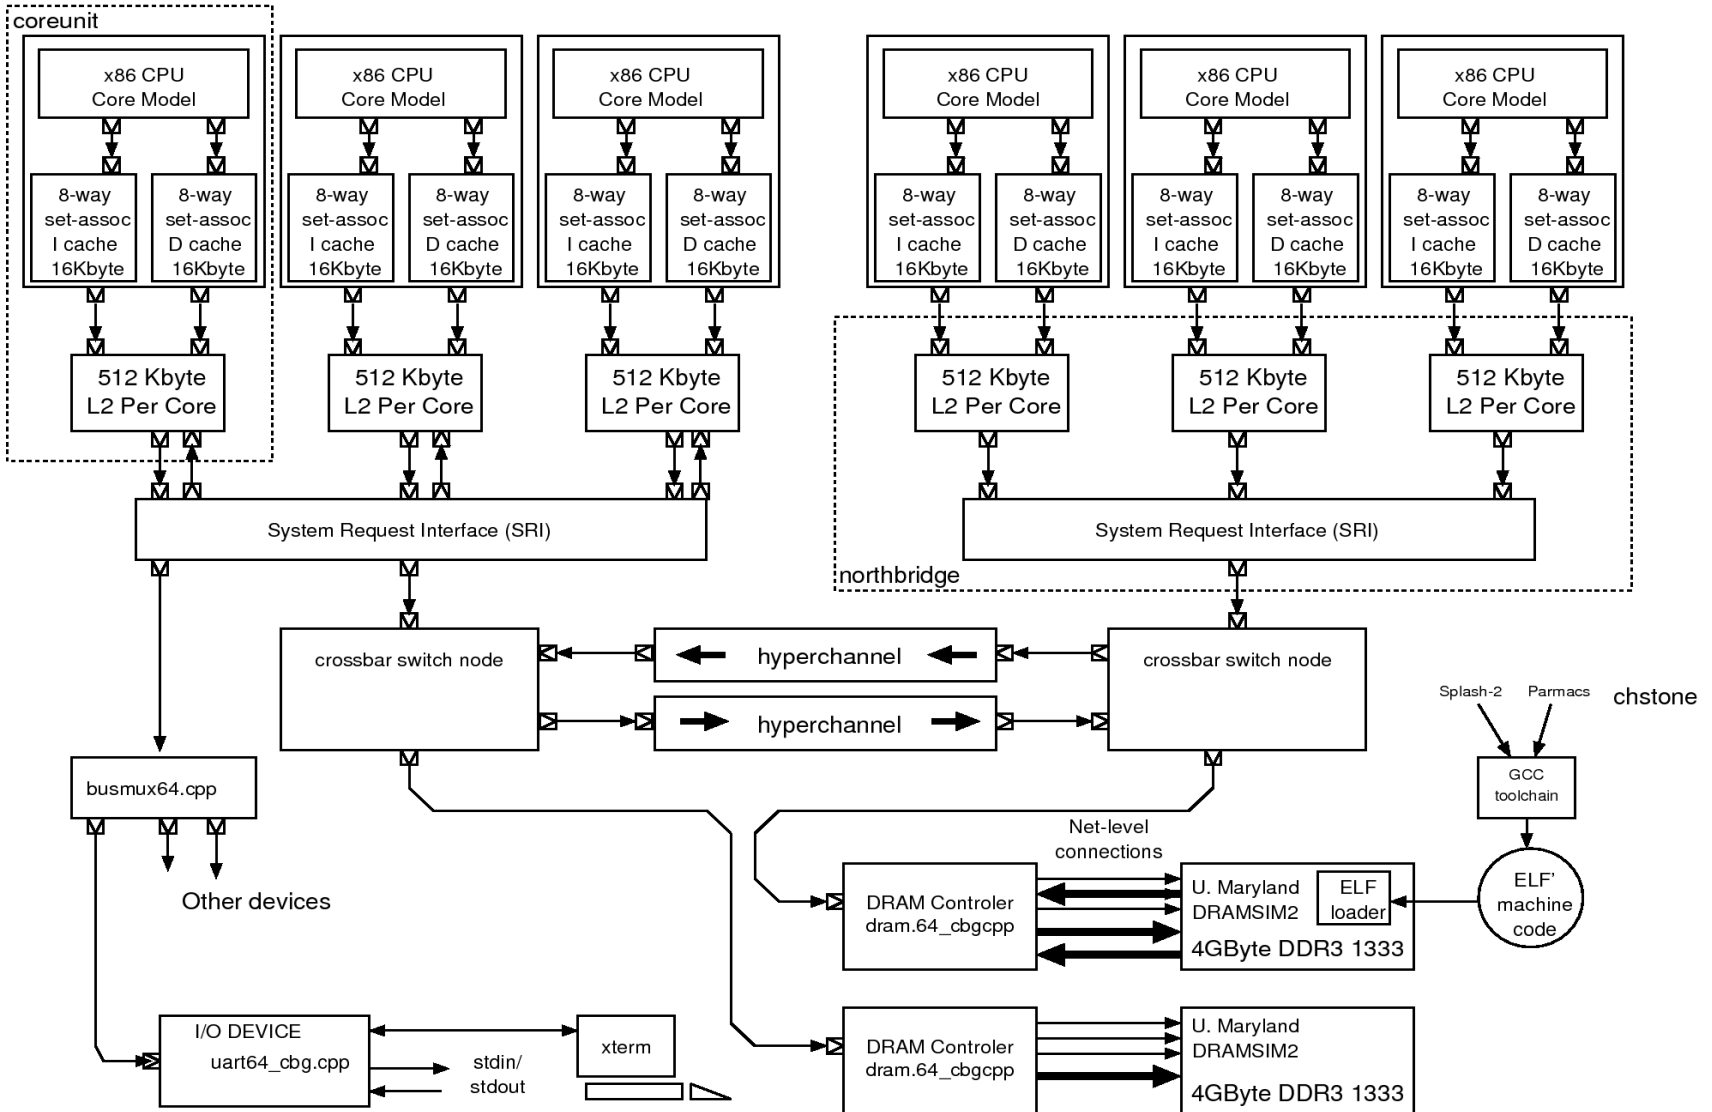 coreunit
x86 CPU
Core Model
x86 CPU
Core Model
x86 CPU
Core Model
x86 CPU
Core Model
x86 CPU
Core Model
x86 CPU
Core Model
8-way
set-assoc
I cache
16Kbyte
8-way
set-assoc
D cache
16Kbyte
8-way
set-assoc
I cache
16Kbyte
8-way
set-assoc
D cache
16Kbyte
8-way
set-assoc
I cache
16Kbyte
8-way
set-assoc
D cache
16Kbyte
8-way
set-assoc
I cache
16Kbyte
8-way
set-assoc
D cache
16Kbyte
8-way
set-assoc
I cache
16Kbyte
8-way
set-assoc
D cache
16Kbyte
8-way
set-assoc
I cache
16Kbyte
8-way
set-assoc
D cache
16Kbyte
512 Kbyte
L2 Per Core
512 Kbyte
L2 Per Core
512 Kbyte
L2 Per Core
512 Kbyte
L2 Per Core
512 Kbyte
L2 Per Core
512 Kbyte
L2 Per Core
System Request Interface (SRI)
System Request Interface (SRI)
northbridge
crossbar switch node
hyperchannel
crossbar switch node
hyperchannel
Splash-2
Parmacs
chstone
GCC
toolchain
busmux64.cpp
Other devices
Net-level
connections
DRAM Controler
dram.64_cbgcpp
U. Maryland
DRAMSIM2
4GByte DDR3 1333
ELF
loader
ELF'
machine
code
I/O DEVICE
uart64_cbg.cpp
stdin/
stdout
xterm
DRAM Controler
dram.64_cbgcpp
U. Maryland
DRAMSIM2
4GByte DDR3 1333